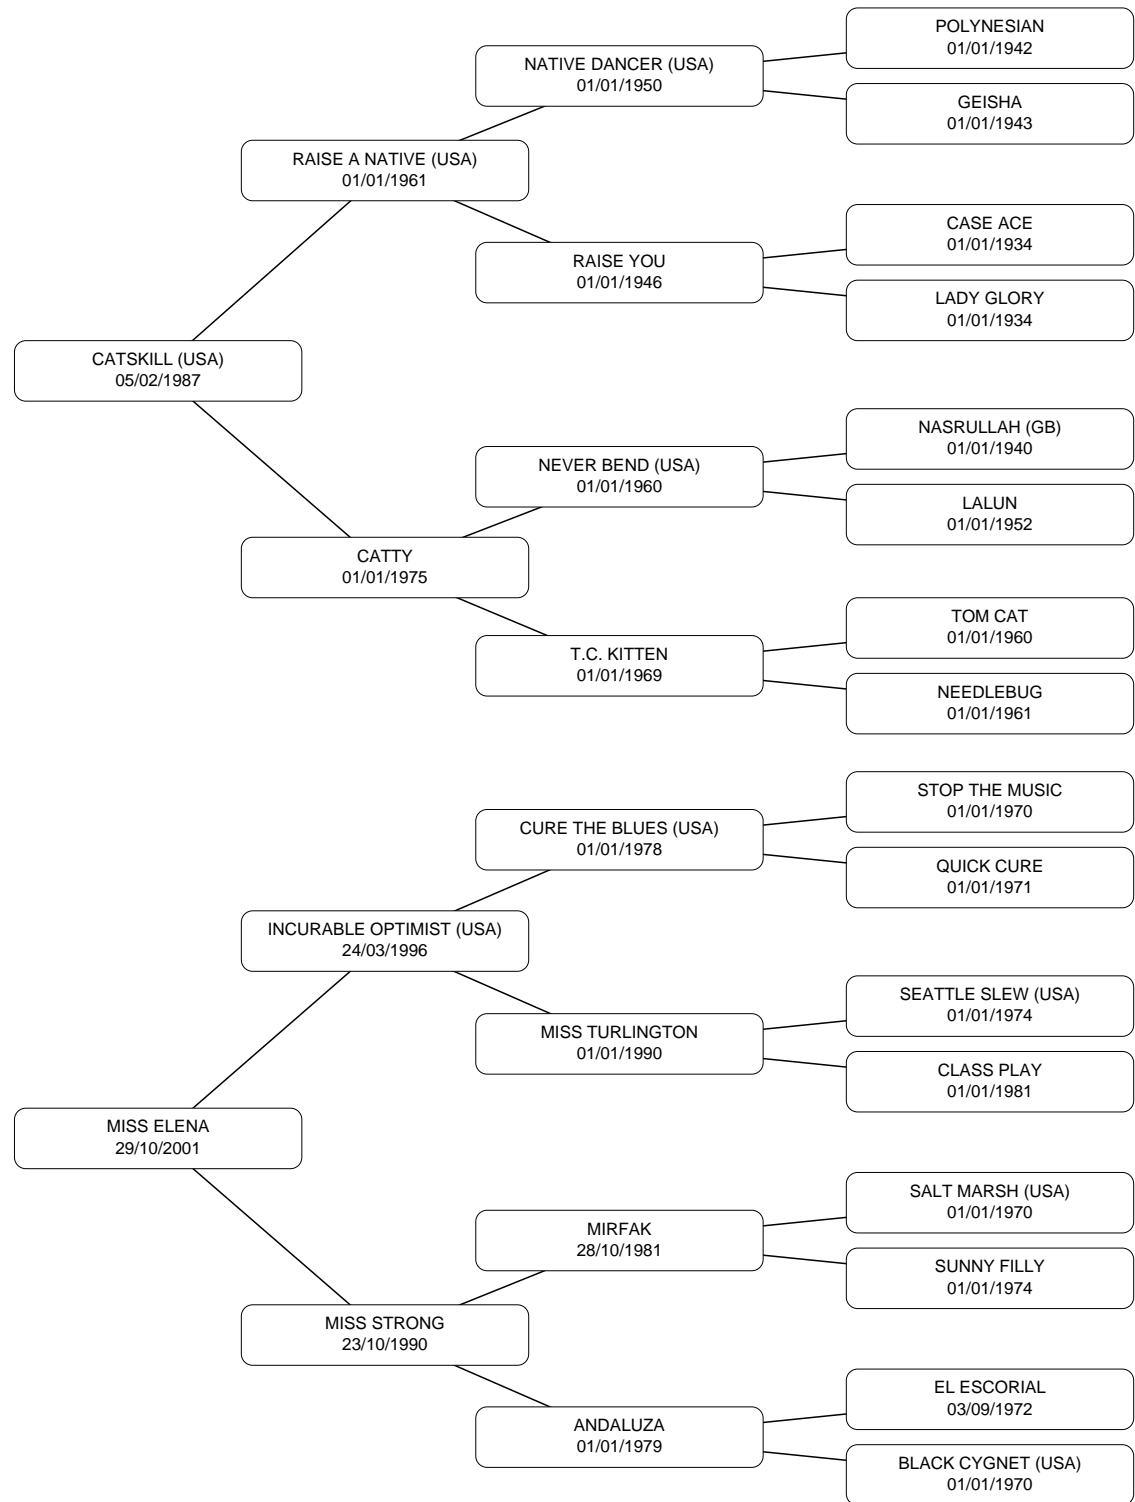 POLYNESIAN
01/01/1942
NATIVE DANCER (USA)
01/01/1950
GEISHA
01/01/1943
RAISE A NATIVE (USA)
01/01/1961
CASE ACE
01/01/1934
RAISE YOU
01/01/1946
LADY GLORY
01/01/1934
CATSKILL (USA)
05/02/1987
NASRULLAH (GB)
01/01/1940
NEVER BEND (USA)
01/01/1960
LALUN
01/01/1952
CATTY
01/01/1975
TOM CAT
01/01/1960
T.C. KITTEN
01/01/1969
NEEDLEBUG
01/01/1961
STOP THE MUSIC
01/01/1970
CURE THE BLUES (USA)
01/01/1978
QUICK CURE
01/01/1971
INCURABLE OPTIMIST (USA)
24/03/1996
SEATTLE SLEW (USA)
01/01/1974
MISS TURLINGTON
01/01/1990
CLASS PLAY
01/01/1981
MISS ELENA
29/10/2001
SALT MARSH (USA)
01/01/1970
MIRFAK
28/10/1981
SUNNY FILLY
01/01/1974
MISS STRONG
23/10/1990
EL ESCORIAL
03/09/1972
ANDALUZA
01/01/1979
BLACK CYGNET (USA)
01/01/1970